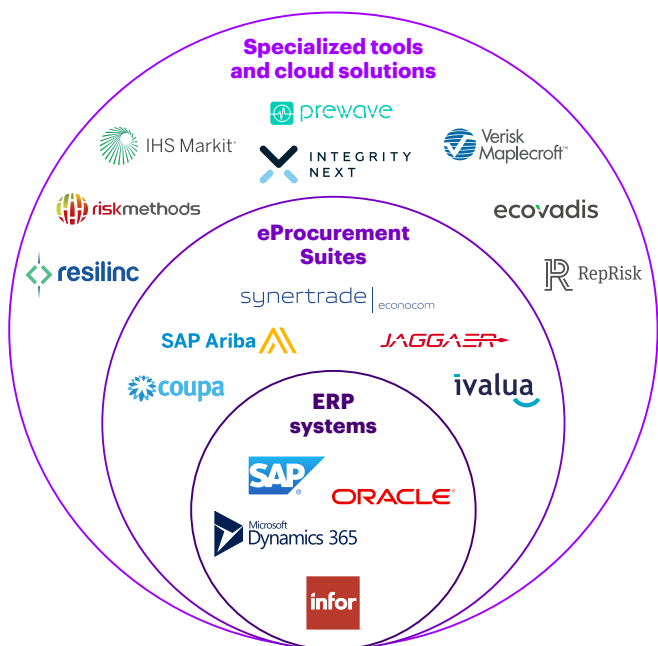 Specialized tools
and cloud solutions
prewave
IHS Markit®
INTEGRITY
NEXT
Verisk
Maplecroft™
riskmethods
ecovadis
resilinc
RepRisk
eProcurement
Suites
synertrade | econocom
SAP Ariba
JAGGAER
coupa
ivalua
ERP
systems
SAP®
ORACLE®
Microsoft
Dynamics 365
infor